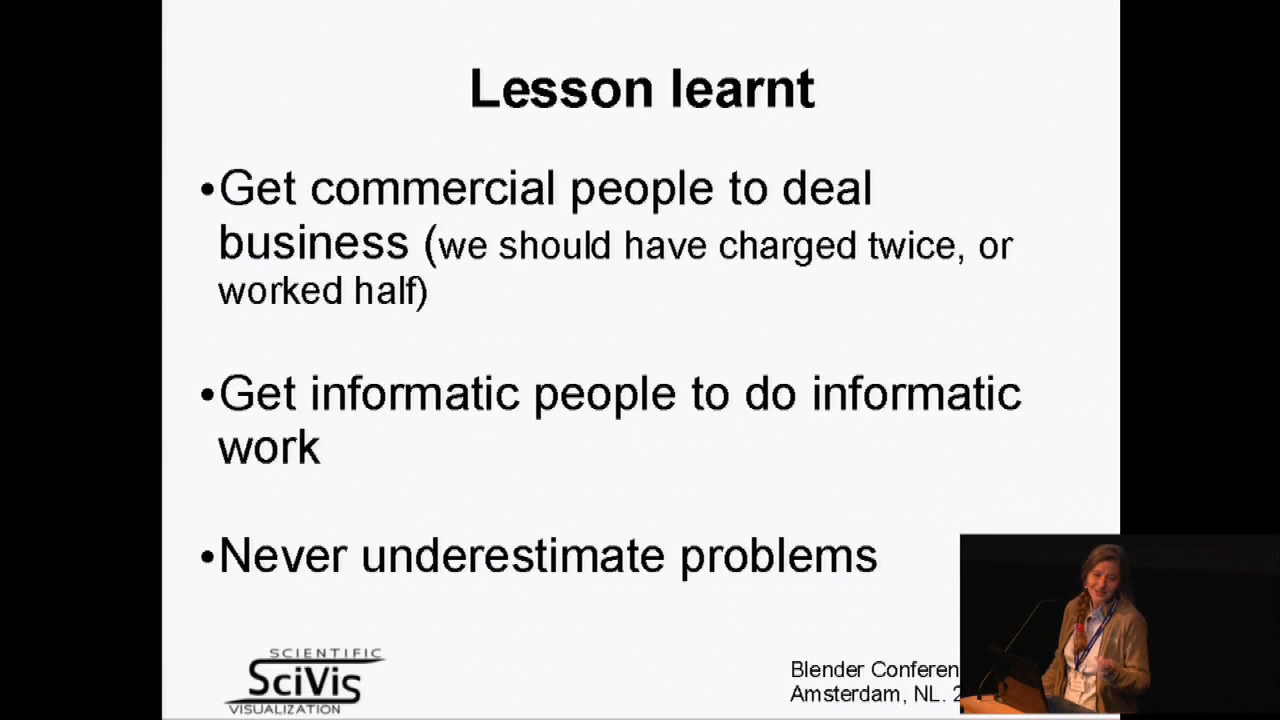 Lesson learnt
•Get commercial people to deal
business (we should have charged twice, or
worked half)
•Get informatic people to do informatic
work
•Never underestimate problems
SCIENTIFIC
SciVis
VISUALIZATION
Blender
Amsterdam, NL.